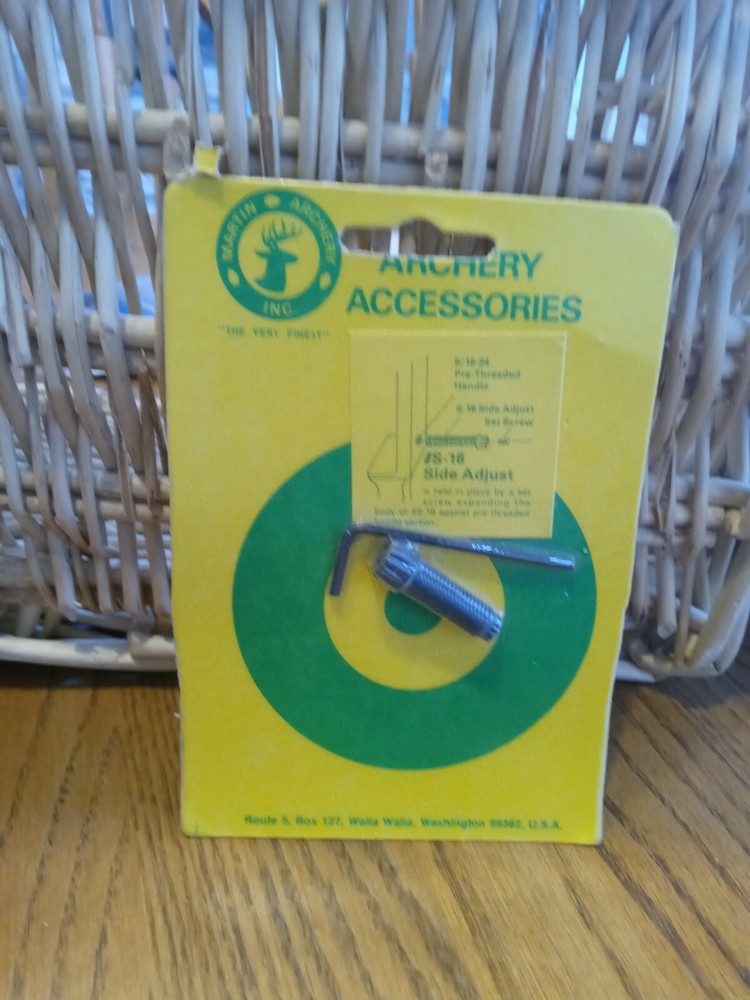 MARTIN • ARCHERY
INC.
"THE VERY FINEST"
ARCHERY
ACCESSORIES
5/16-24
Pre-Threaded
Handle
Side Adjust
Set Screw
#S-16
Side Adjust
is held in place by a set
screw expanding the
body of #S-16 against pre-threaded
handle section.
Route 5, Box 127, Walla Walla, Washington 99362, U.S.A.